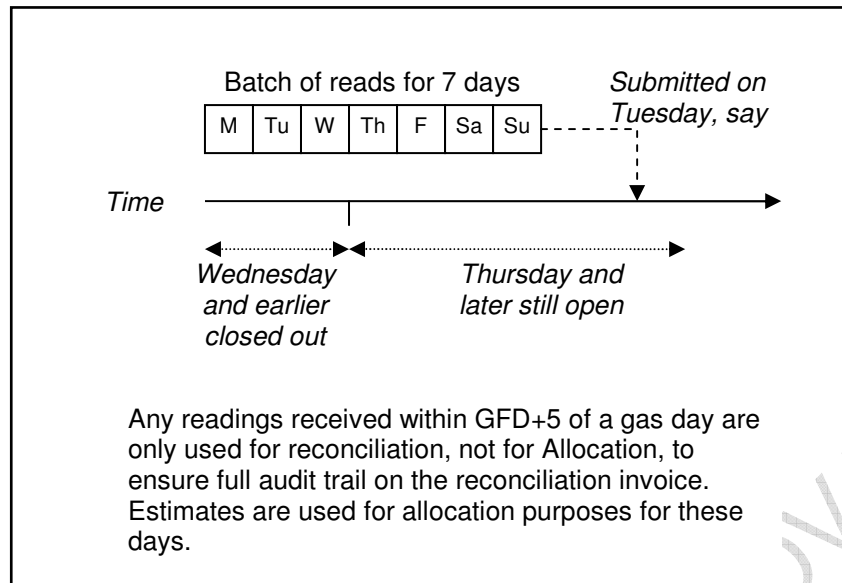 Batch of reads for 7 days
Submitted on
Tuesday, say
M Tu W Th F Sa Su
Time
Wednesday
and earlier
closed out
Thursday and
later still open
Any readings received within GFD+5 of a gas day are
only used for reconciliation, not for Allocation, to
ensure full audit trail on the reconciliation invoice.
Estimates are used for allocation purposes for these
days.